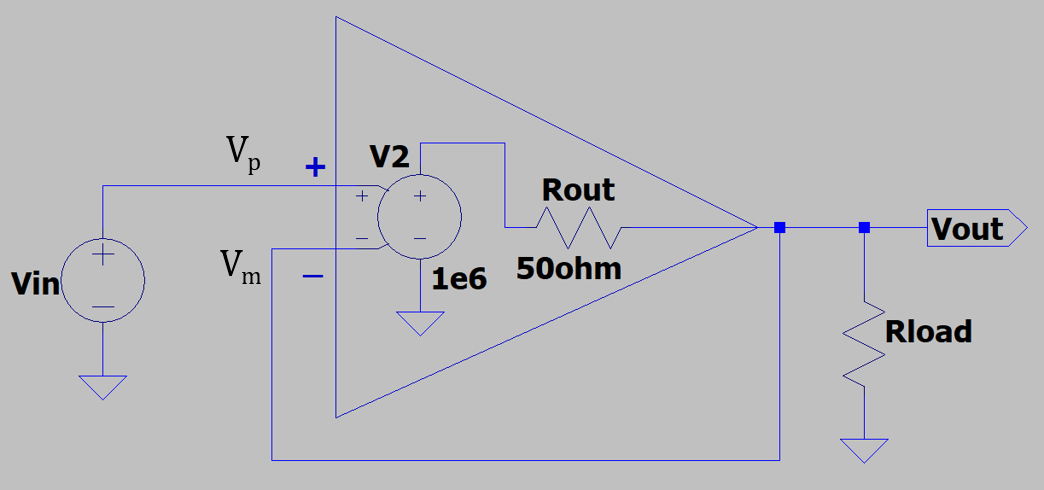 Vp
+
V2
+
+
Rout
−
−
Vm
−
1e6
50ohm
Vin
+
−
Vout
Rload